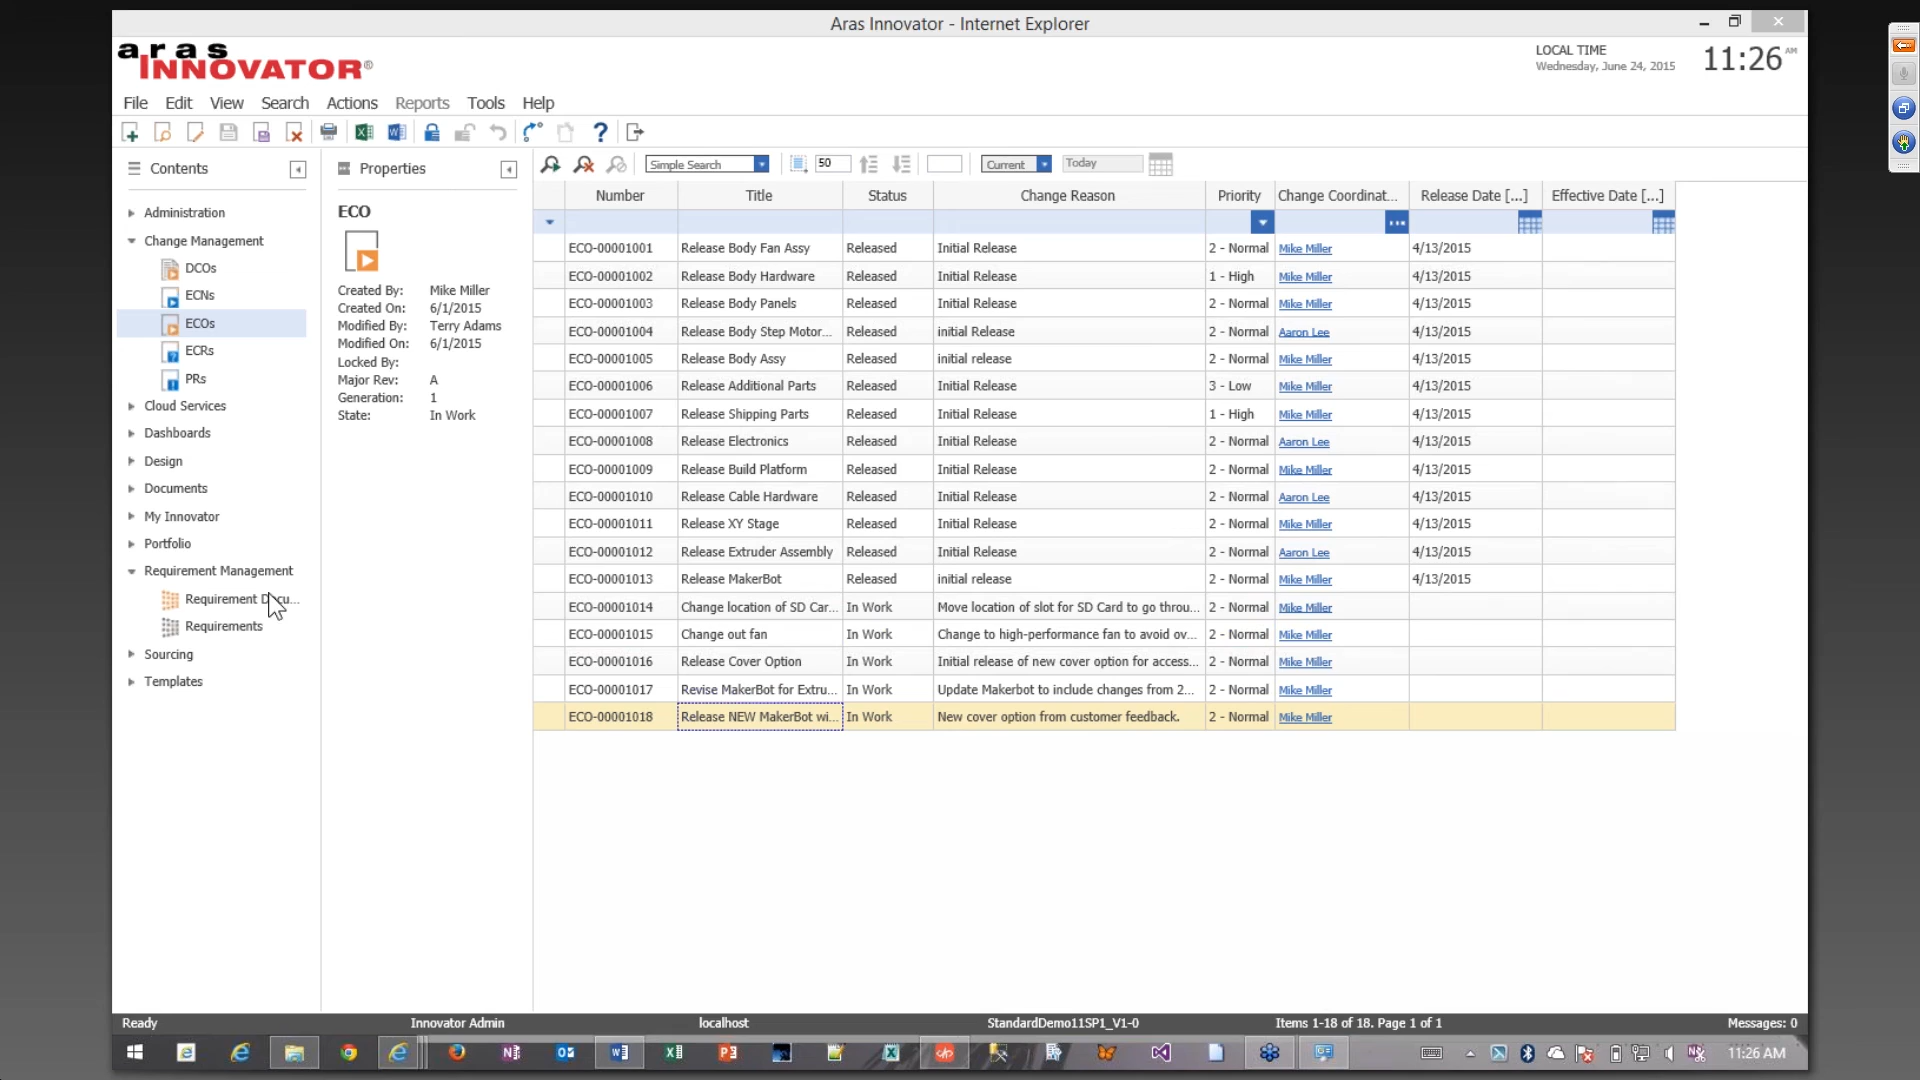 Aras Innovator - Internet Explorer
aras
INNOVATOR®
LOCAL TIME
Wednesday, June 24, 2015
11:26 AM
File Edit View Search Actions Reports Tools Help
Contents
Properties
Simple Search 50 Current Today
Number Title Status Change Reason Priority Change Coordinat... Release Date [...] Effective Date [...]
Administration
Change Management
DCOs
ECNs
ECOs
ECRs
PRs
Cloud Services
Dashboards
Design
Documents
My Innovator
Portfolio
Requirement Management
Requirement Docu...
Requirements
Sourcing
Templates
ECO
Created By: Mike Miller
Created On: 6/1/2015
Modified By: Terry Adams
Modified On: 6/1/2015
Locked By:
Major Rev: A
Generation: 1
State: In Work
ECO-00001001 Release Body Fan Assy Released Initial Release 2 - Normal Mike Miller 4/13/2015
ECO-00001002 Release Body Hardware Released Initial Release 1 - High Mike Miller 4/13/2015
ECO-00001003 Release Body Panels Released Initial Release 2 - Normal Mike Miller 4/13/2015
ECO-00001004 Release Body Step Motor... Released initial Release 2 - Normal Aaron Lee 4/13/2015
ECO-00001005 Release Body Assy Released initial release 2 - Normal Mike Miller 4/13/2015
ECO-00001006 Release Additional Parts Released Initial Release 3 - Low Mike Miller 4/13/2015
ECO-00001007 Release Shipping Parts Released Initial Release 1 - High Mike Miller 4/13/2015
ECO-00001008 Release Electronics Released Initial Release 2 - Normal Aaron Lee 4/13/2015
ECO-00001009 Release Build Platform Released Initial Release 2 - Normal Mike Miller 4/13/2015
ECO-00001010 Release Cable Hardware Released Initial Release 2 - Normal Aaron Lee 4/13/2015
ECO-00001011 Release XY Stage Released Initial Release 2 - Normal Mike Miller 4/13/2015
ECO-00001012 Release Extruder Assembly Released Initial Release 2 - Normal Aaron Lee 4/13/2015
ECO-00001013 Release MakerBot Released initial release 2 - Normal Mike Miller 4/13/2015
ECO-00001014 Change location of SD Car... In Work Move location of slot for SD Card to go throu... 2 - Normal Mike Miller
ECO-00001015 Change out fan In Work Change to high-performance fan to avoid ov... 2 - Normal Mike Miller
ECO-00001016 Release Cover Option In Work Initial release of new cover option for access... 2 - Normal Mike Miller
ECO-00001017 Revise MakerBot for Extru... In Work Update Makerbot to include changes from 2... 2 - Normal Mike Miller
ECO-00001018 Release NEW MakerBot wi... In Work New cover option from customer feedback. 2 - Normal Mike Miller
Ready Innovator Admin localhost StandardDemo11SP1_V1-0 Items 1-18 of 18. Page 1 of 1 Messages: 0
11:26 AM